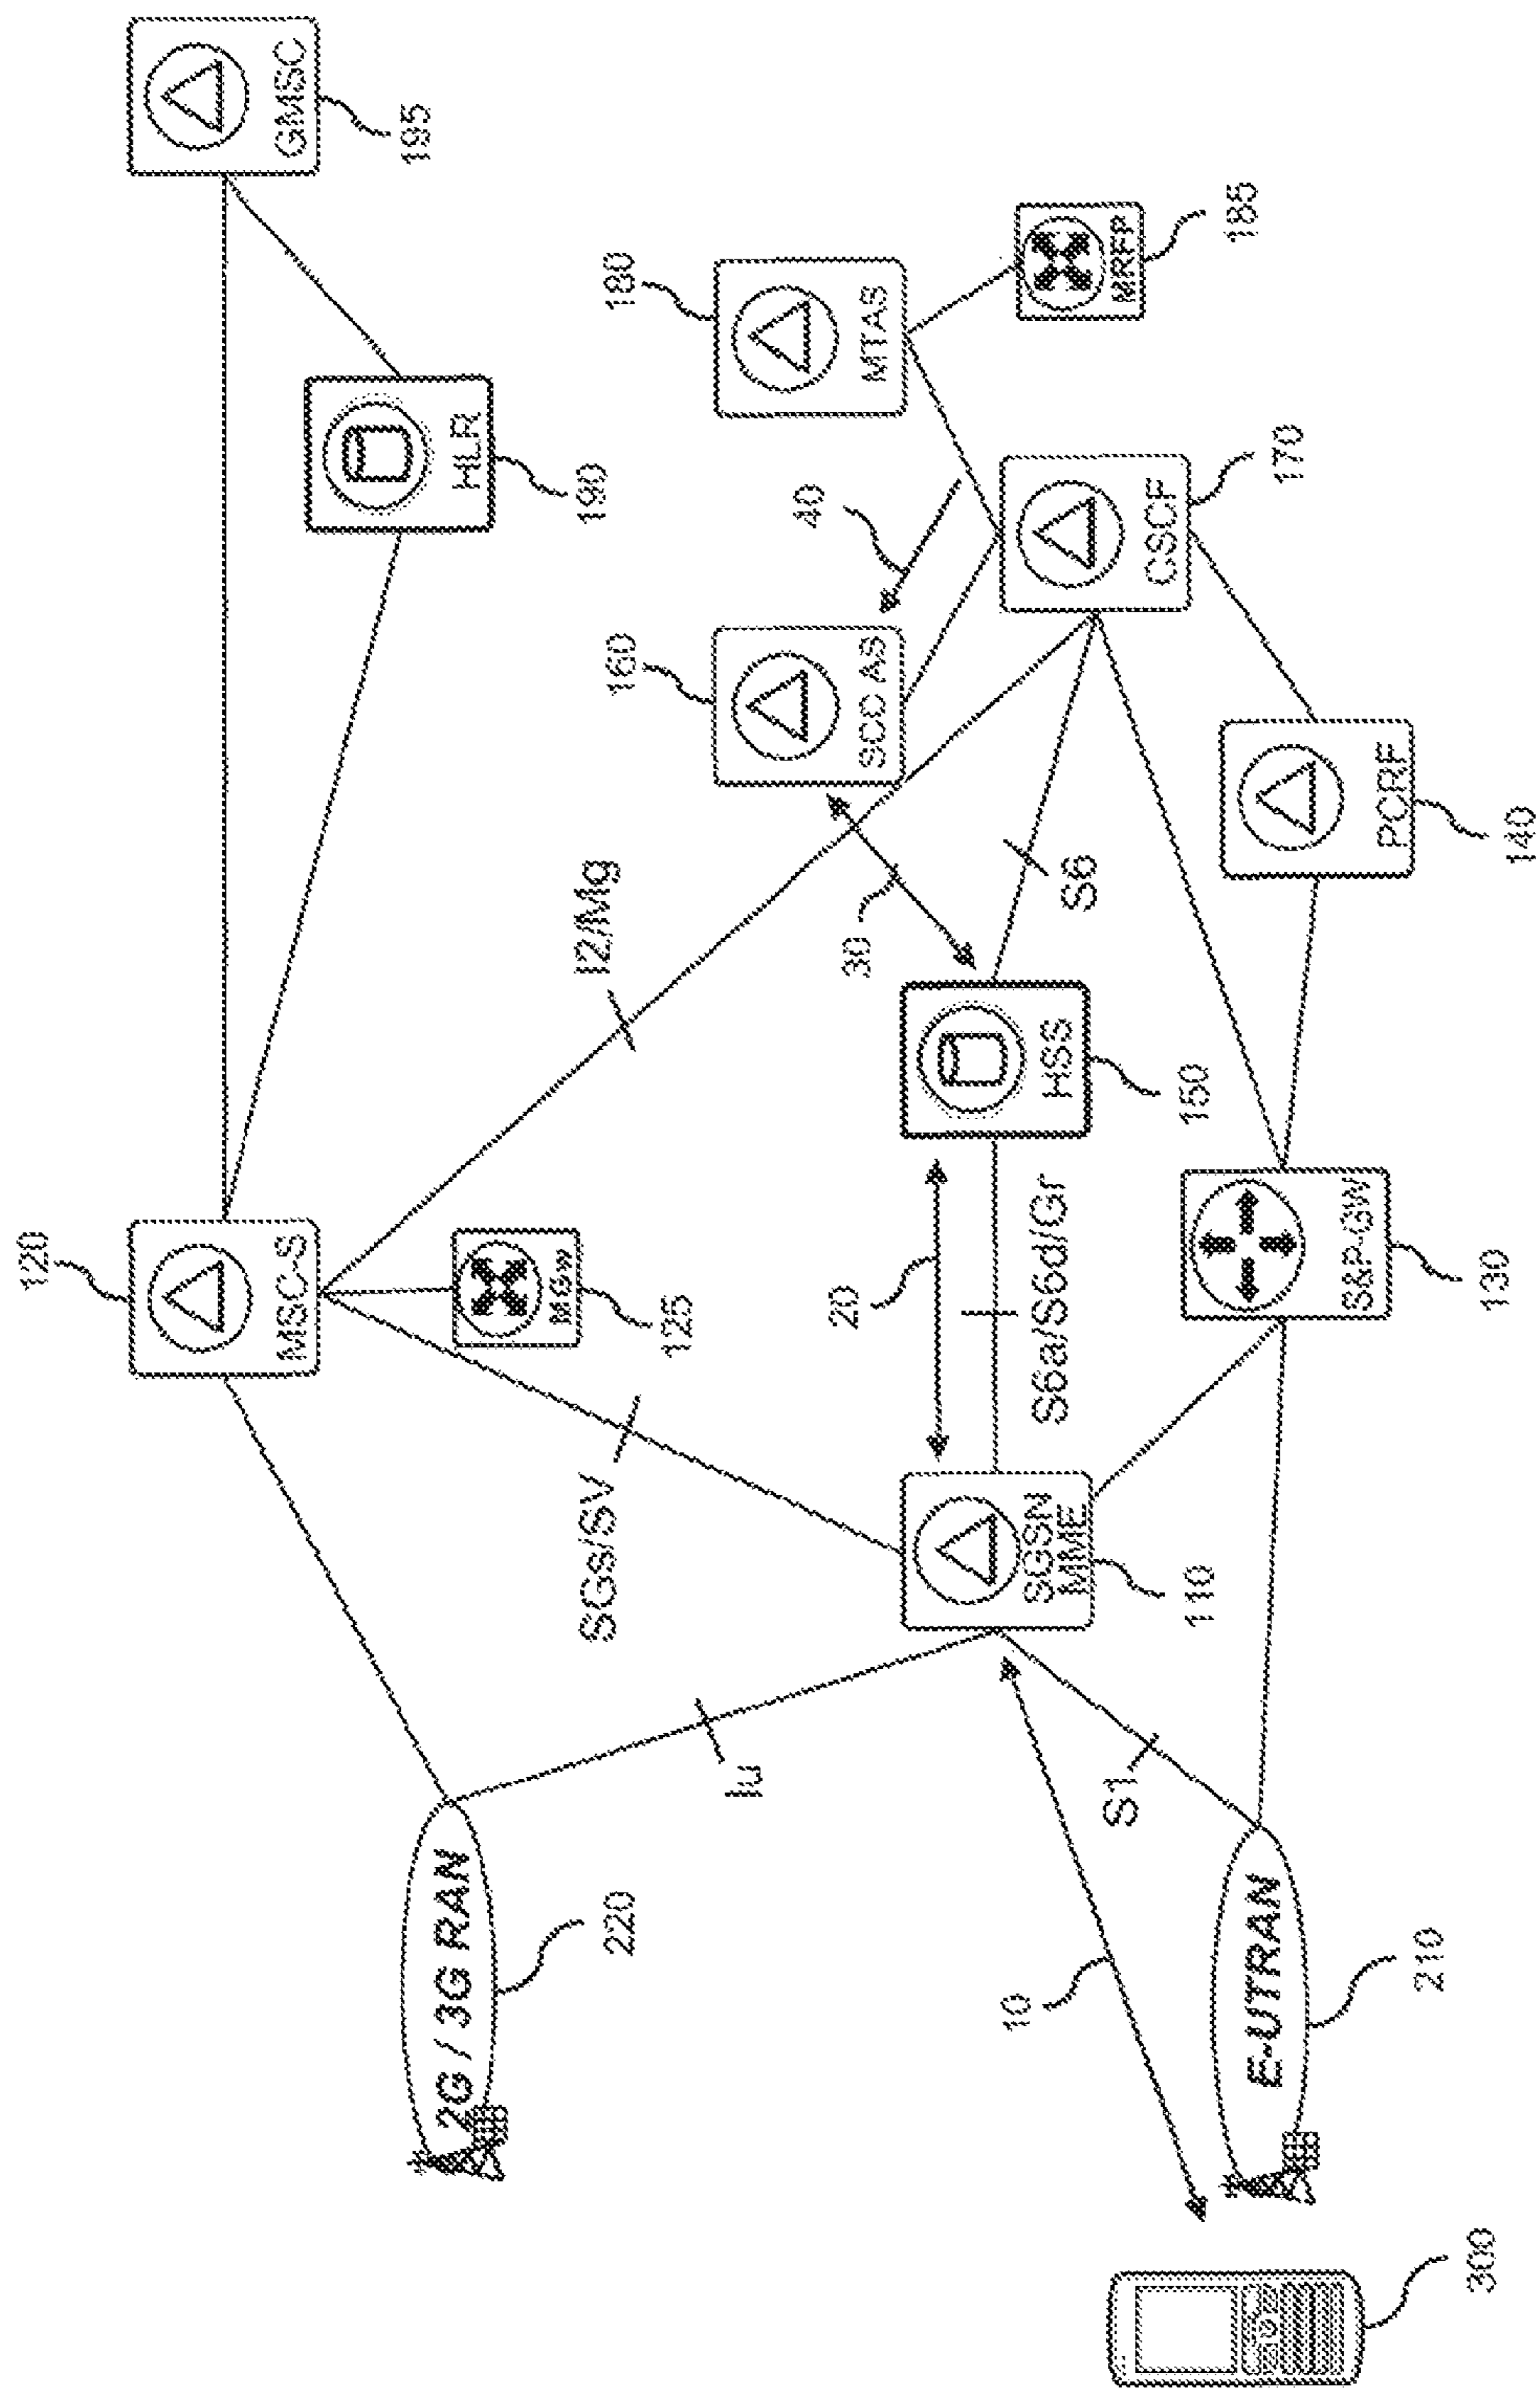 120
MSC-S
GMSC
195
HLR
190
2G / 3G RAN
220
MGw
125
I2/Mg
SGs/SV
Iu
180
MTAS
MRFP
185
160
SCC AS
40
30
20
SGSN
MME
110
S6a/S6d/Gr
HSS
150
S6
CSCF
170
10
S1
E-UTRAN
210
S&P-GW
130
PCRF
140
300